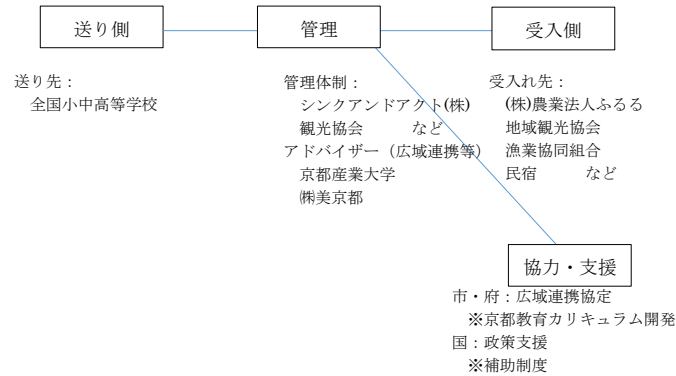 送り側
管理
受入側
送り先：
全国小中高等学校
管理体制：
シンクアンドアクト(株)
観光協会　　　など
アドバイザー（広域連携等）
京都産業大学
㈱美京都
受入れ先：
(株)農業法人ふるる
地域観光協会
漁業協同組合
民宿　　　など
協力・支援
市・府：広域連携協定
※京都教育カリキュラム開発
国：政策支援
※補助制度